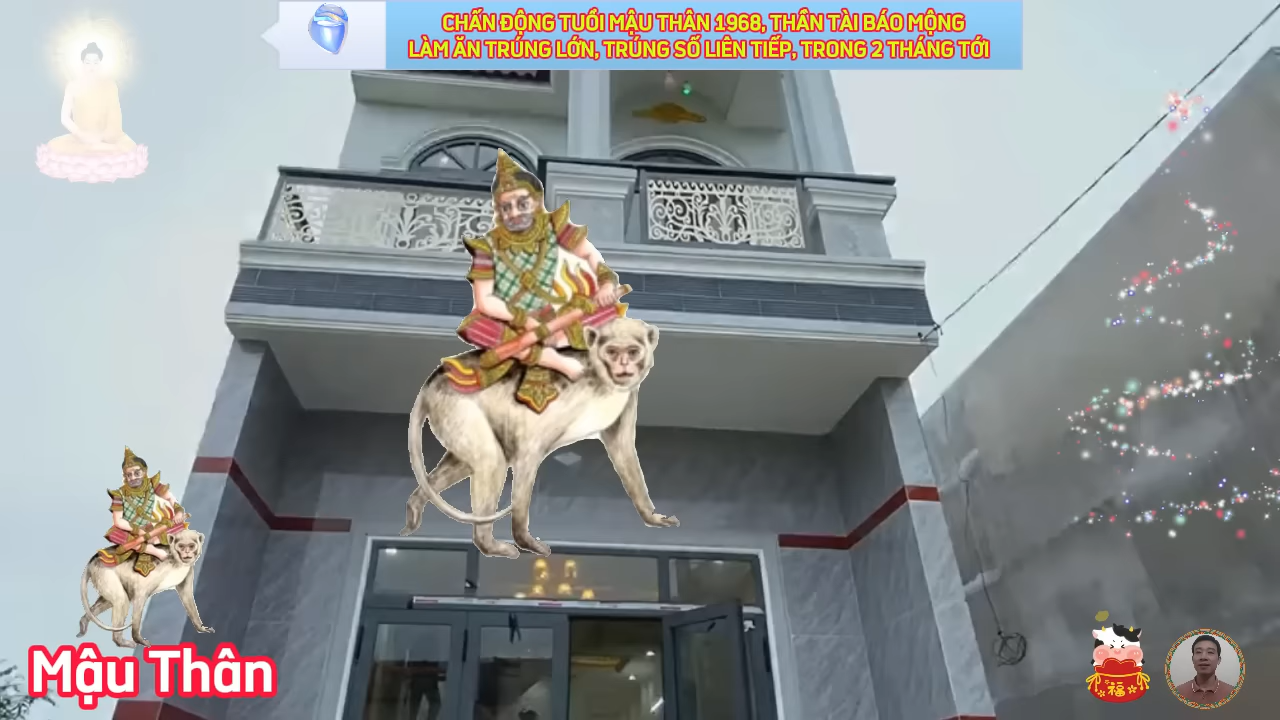 CHẤN ĐỘNG TUỔI MẬU THÂN 1968, THẦN TÀI BÁO MỘNG
LÀM ĂN TRÚNG LỚN, TRÚNG SỐ LIÊN TIẾP, TRONG 2 THÁNG TỚI
Mậu Thân
福